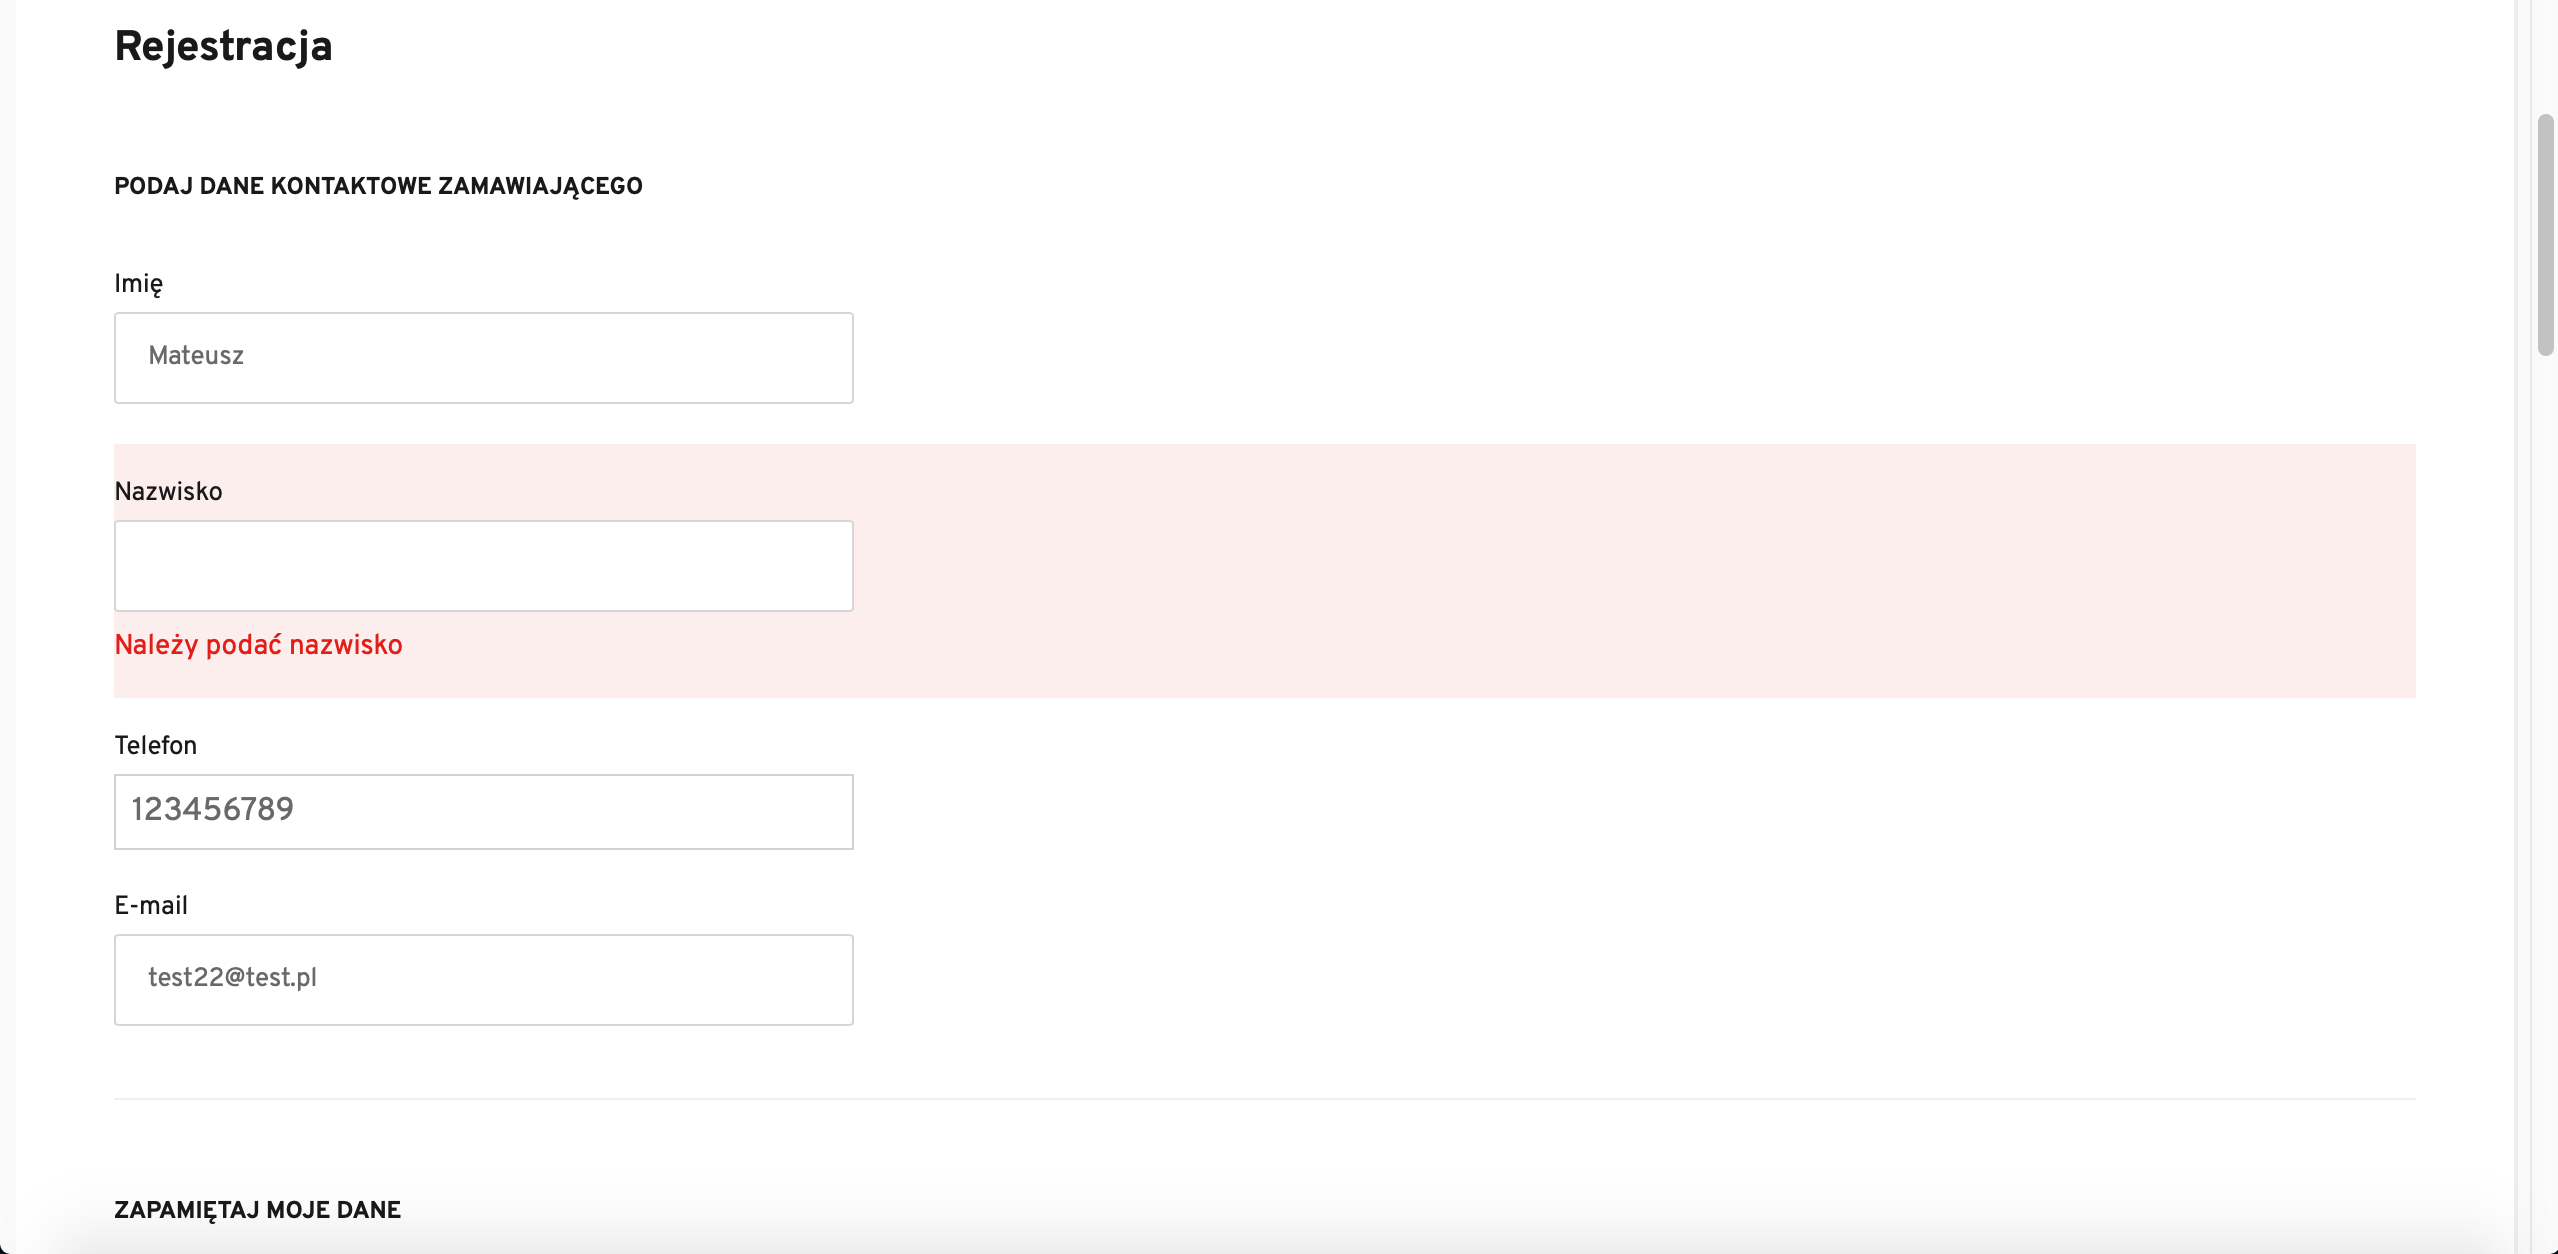 Rejestracja
PODAJ DANE KONTAKTOWE ZAMAWIAJĄCEGO
Imię
Mateusz
Nazwisko
Należy podać nazwisko
Telefon
123456789
E-mail
test22@test.pl
ZAPAMIĘTAJ MOJE DANE